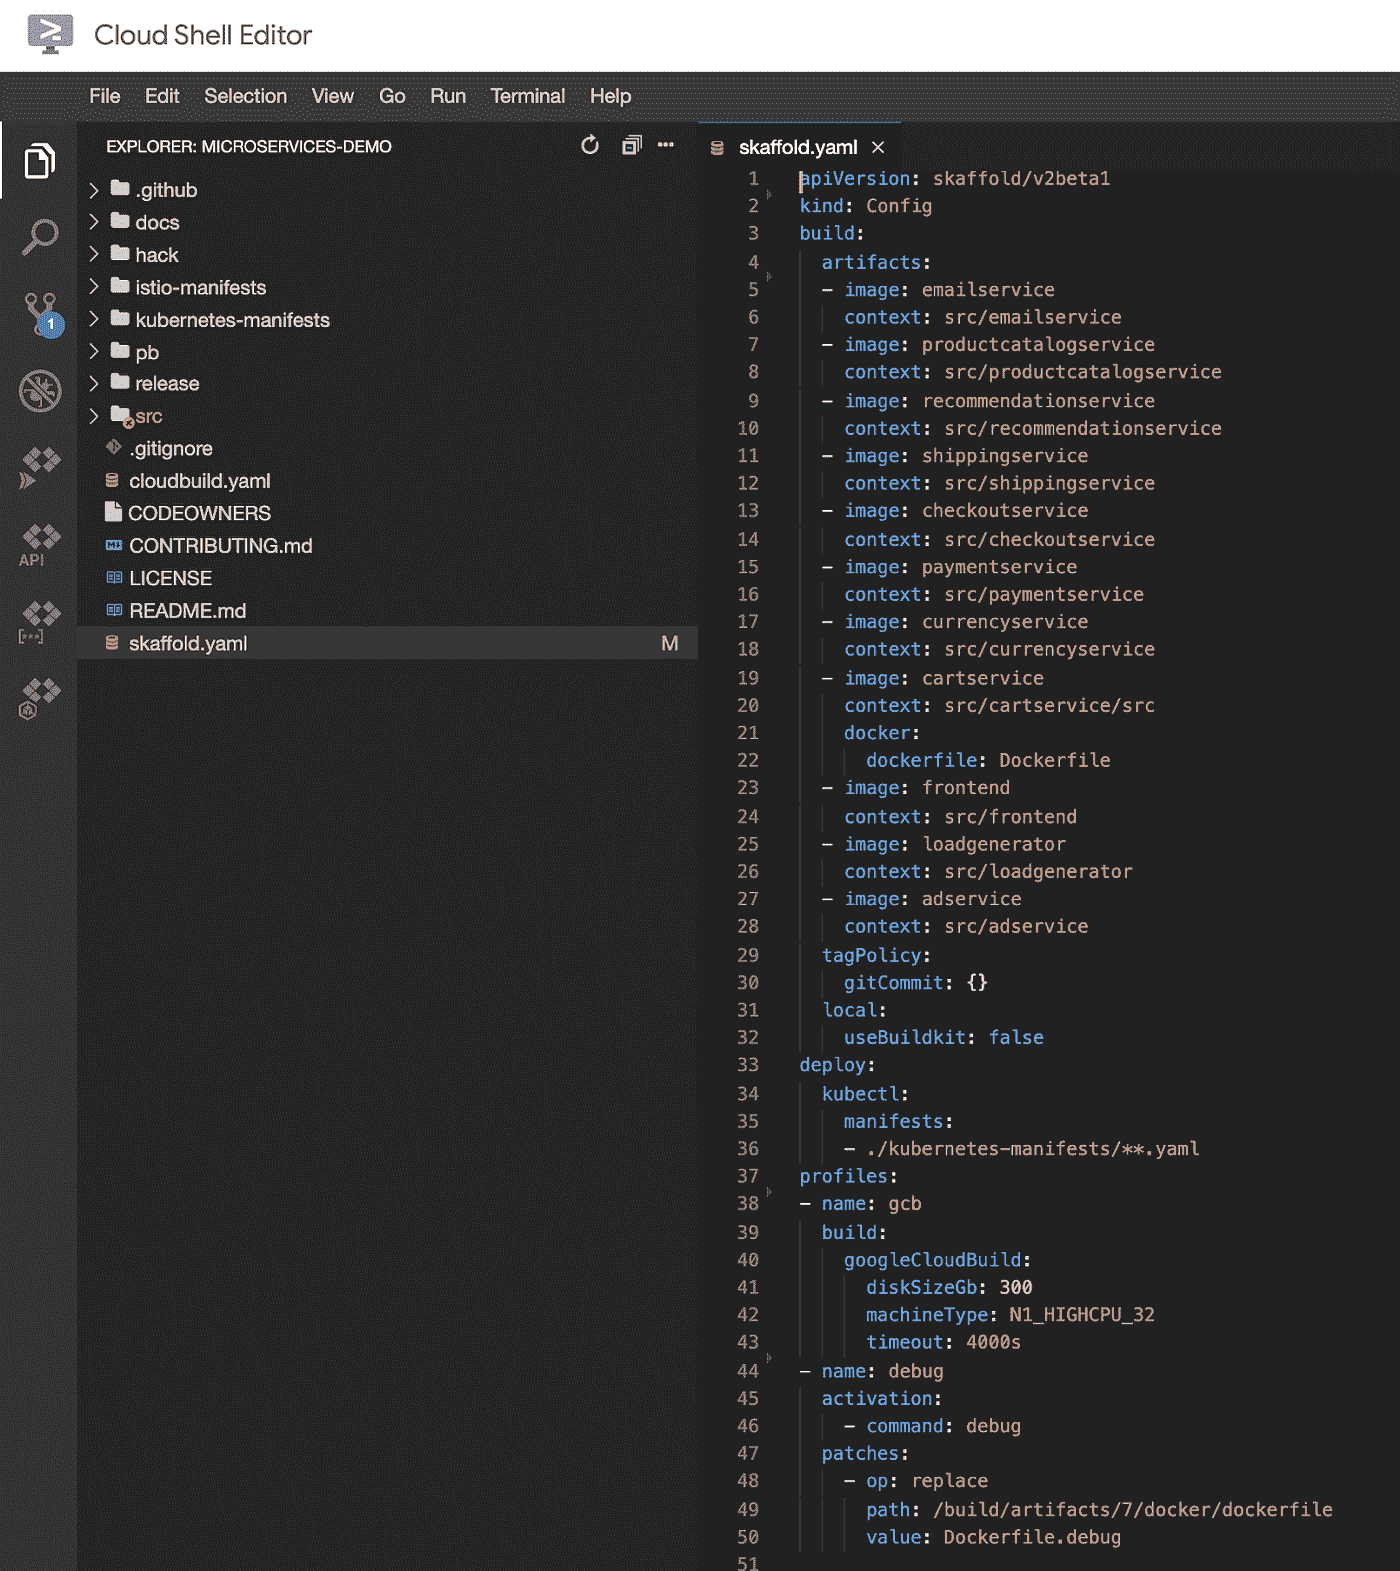 Cloud Shell Editor
File Edit Selection View Go Run Terminal Help
EXPLORER: MICROSERVICES-DEMO
.github
docs
hack
istio-manifests
kubernetes-manifests
1
pb
release
src
.gitignore
cloudbuild.yaml
CODEOWNERS
CONTRIBUTING.md
API
LICENSE
README.md
skaffold.yaml M
skaffold.yaml
1 apiVersion: skaffold/v2beta1
2 kind: Config
3 build:
4 artifacts:
5 - image: emailservice
6 context: src/emailservice
7 - image: productcatalogservice
8 context: src/productcatalogservice
9 - image: recommendationservice
10 context: src/recommendationservice
11 - image: shippingservice
12 context: src/shippingservice
13 - image: checkoutservice
14 context: src/checkoutservice
15 - image: paymentservice
16 context: src/paymentservice
17 - image: currencyservice
18 context: src/currencyservice
19 - image: cartservice
20 context: src/cartservice/src
21 docker:
22 dockerfile: Dockerfile
23 - image: frontend
24 context: src/frontend
25 - image: loadgenerator
26 context: src/loadgenerator
27 - image: adservice
28 context: src/adservice
29 tagPolicy:
30 gitCommit: {}
31 local:
32 useBuildkit: false
33 deploy:
34 kubectl:
35 manifests:
36 - ./kubernetes-manifests/**.yaml
37 profiles:
38 - name: gcb
39 build:
40 googleCloudBuild:
41 diskSizeGb: 300
42 machineType: N1_HIGHCPU_32
43 timeout: 4000s
44 - name: debug
45 activation:
46 - command: debug
47 patches:
48 - op: replace
49 path: /build/artifacts/7/docker/dockerfile
50 value: Dockerfile.debug
51